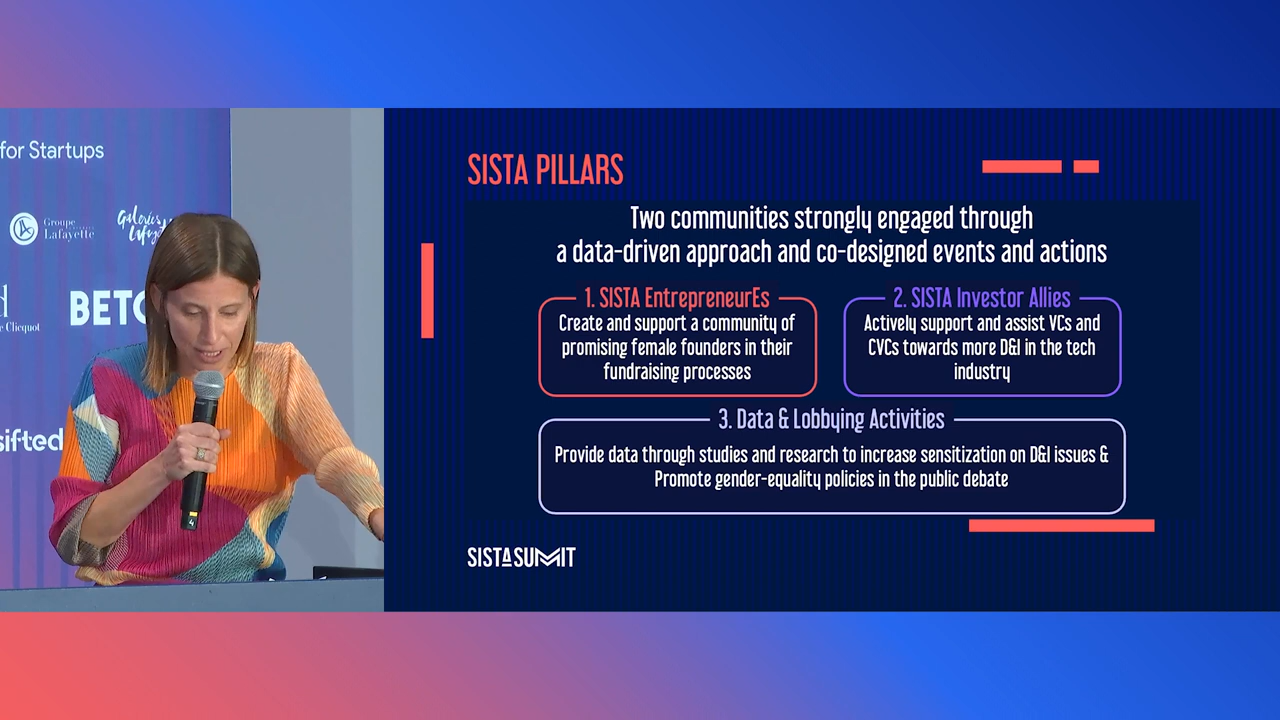 for Startups
Groupe
Lafayette
Galeries
Clicquot
BETC
sifted
SISTA PILLARS
Two communities strongly engaged through
a data-driven approach and co-designed events and actions
1. SISTA EntrepreneurEs
Create and support a community of
promising female founders in their
fundraising processes
2. SISTA Investor Allies
Actively support and assist VCs and
CVCs towards more D&I in the tech
industry
3. Data & Lobbying Activities
Provide data through studies and research to increase sensitization on D&I issues &
Promote gender-equality policies in the public debate
SISTASUMMIT